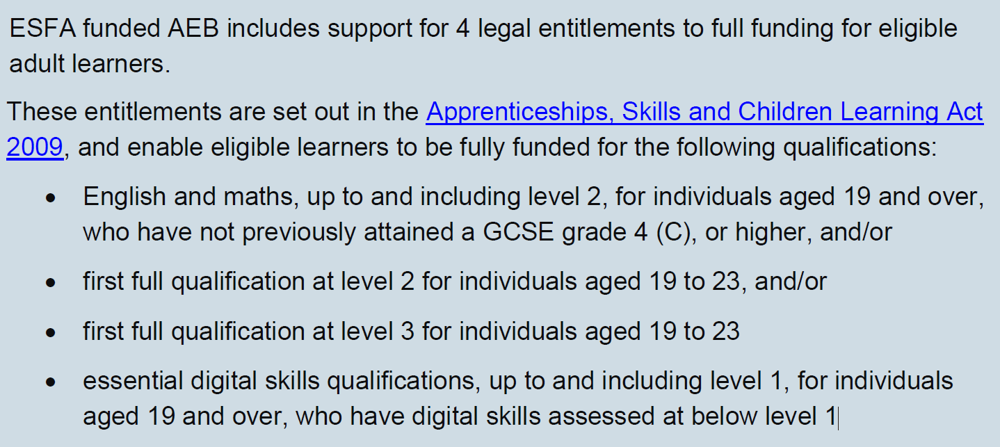 ESFA funded AEB includes support for 4 legal entitlements to full funding for eligible
adult learners.
These entitlements are set out in the Apprenticeships, Skills and Children Learning Act
2009, and enable eligible learners to be fully funded for the following qualifications:
• English and maths, up to and including level 2, for individuals aged 19 and over,
who have not previously attained a GCSE grade 4 (C), or higher, and/or
• first full qualification at level 2 for individuals aged 19 to 23, and/or
• first full qualification at level 3 for individuals aged 19 to 23
• essential digital skills qualifications, up to and including level 1, for individuals
aged 19 and over, who have digital skills assessed at below level 1